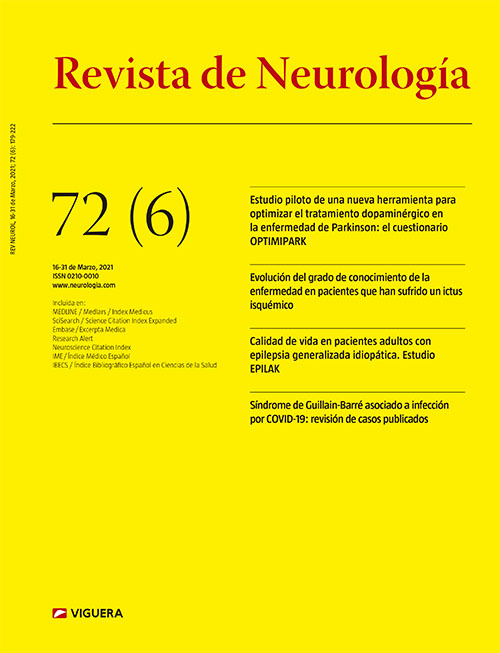 Revista de Neurología
REV NEUROL, 16-31 de Marzo, 2021; 72 (6): 179-222
72 (6)
16-31 de Marzo, 2021
ISSN 0210-0010
www.neurologia.com
Incluida en:
MEDLINE / Medlars / Index Medicus
SciSearch / Science Citation Index Expanded
Embase / Excerpta Medica
Research Alert
Neuroscience Citation Index
IME / Índice Médico Español
IBECS / Índice Bibliográfico Español en Ciencias de la Salud
Estudio piloto de una nueva herramienta para
optimizar el tratamiento dopaminérgico en
la enfermedad de Parkinson: el cuestionario
OPTIMIPARK
Evolución del grado de conocimiento de la
enfermedad en pacientes que han sufrido un ictus
isquémico
Calidad de vida en pacientes adultos con
epilepsia generalizada idiopática. Estudio
EPILAK
Síndrome de Guillain-Barré asociado a infección
por COVID-19: revisión de casos publicados
VIGUERA